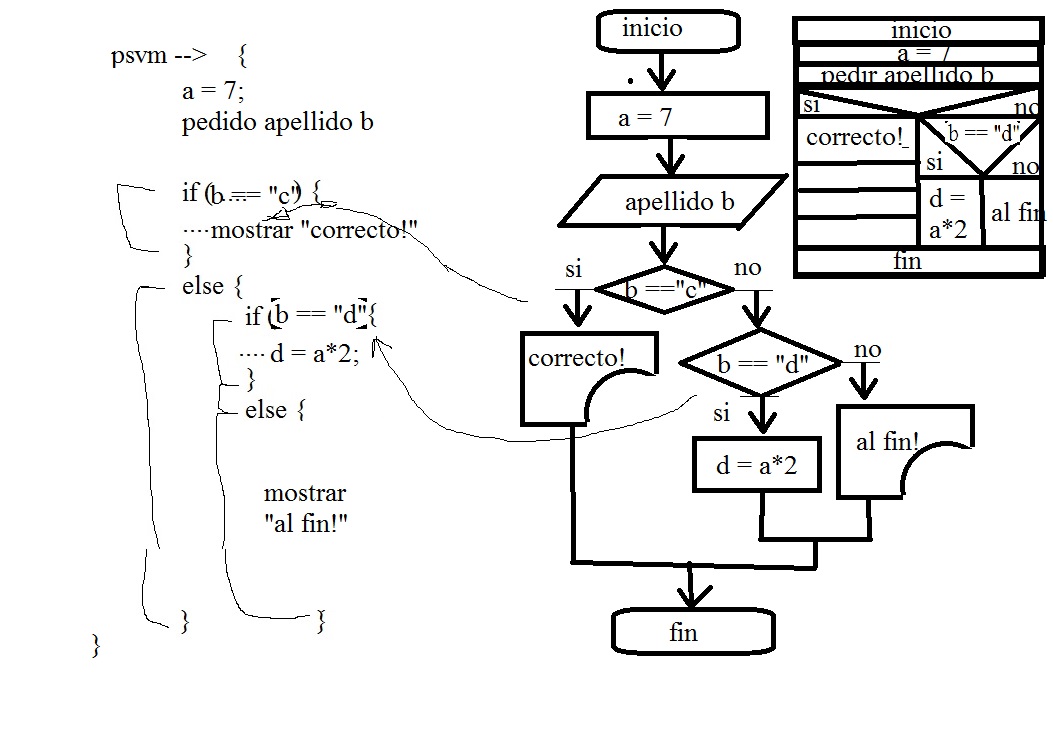 psvm --> {
a = 7;
pedido apellido b
if (b == "c") {
mostrar "correcto!"
}
else {
if (b == "d"{
d = a*2;
}
else {
mostrar
"al fin!"
}
}
}
inicio
a = 7
apellido b
si
no
b =="c"
correcto!
b == "d"
no
si
d = a*2
al fin!
fin
inicio
a = 7
pedir apellido b
si
no
correcto!_
b == "d"
si
no
d =
a*2
al fin
fin